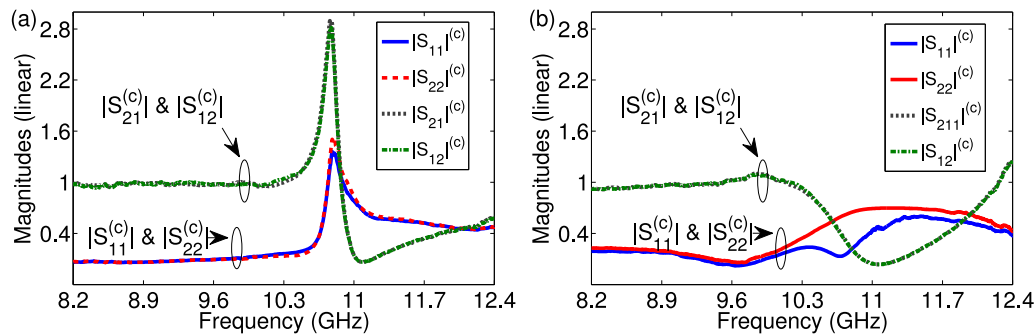 (a)
Magnitudes (linear)
2.8
2.2
1.6
1
0.4
|S11|(c)
|S22|(c)
|S21|(c)
|S12|(c)
|S21(c)| & |S12(c)|
|S11(c)| & |S22(c)|
8.2 8.9 9.6 10.3 11 11.7 12.4
Frequency (GHz)
(b)
Magnitudes (linear)
2.8
2.2
1.6
1
0.4
|S11|(c)
|S22|(c)
|S211|(c)
|S12|(c)
|S21(c)| & |S12(c)|
|S11(c)| & |S22(c)|
8.2 8.9 9.6 10.3 11 11.7 12.4
Frequency (GHz)